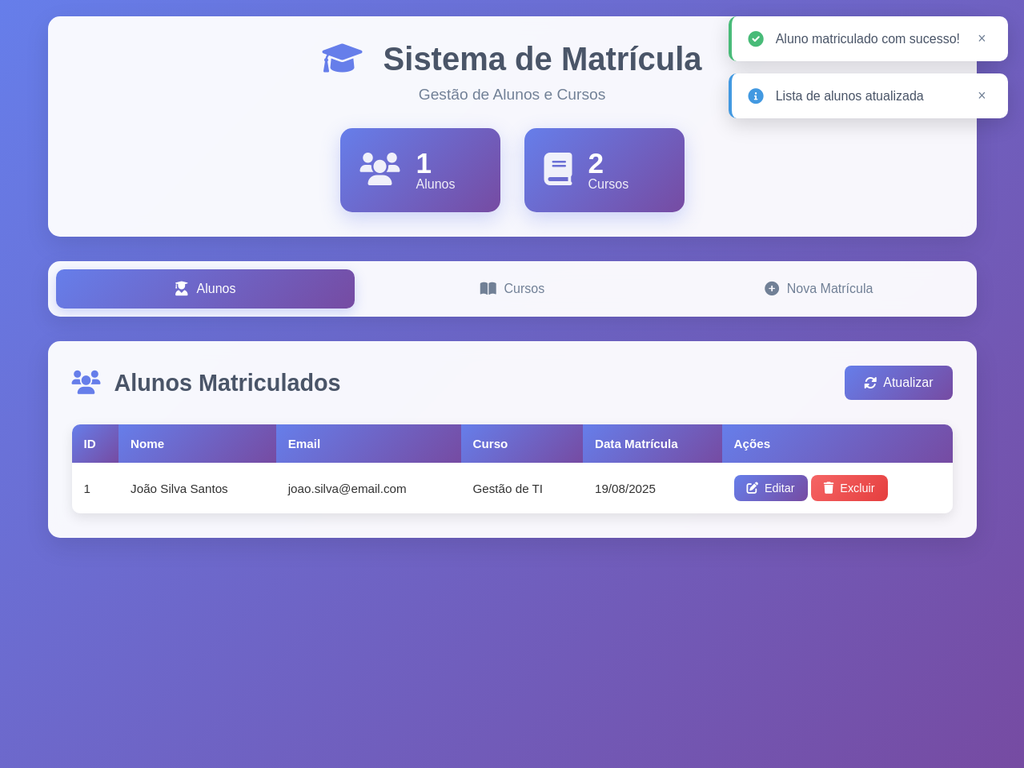 Sistema de Matrícula
Gestão de Alunos e Cursos
Aluno matriculado com sucesso! ×
Lista de alunos atualizada ×
1
Alunos
2
Cursos
Alunos Cursos Nova Matrícula
Alunos Matriculados Atualizar
ID Nome Email Curso Data Matrícula Ações
1 João Silva Santos joao.silva@email.com Gestão de TI 19/08/2025 Editar Excluir